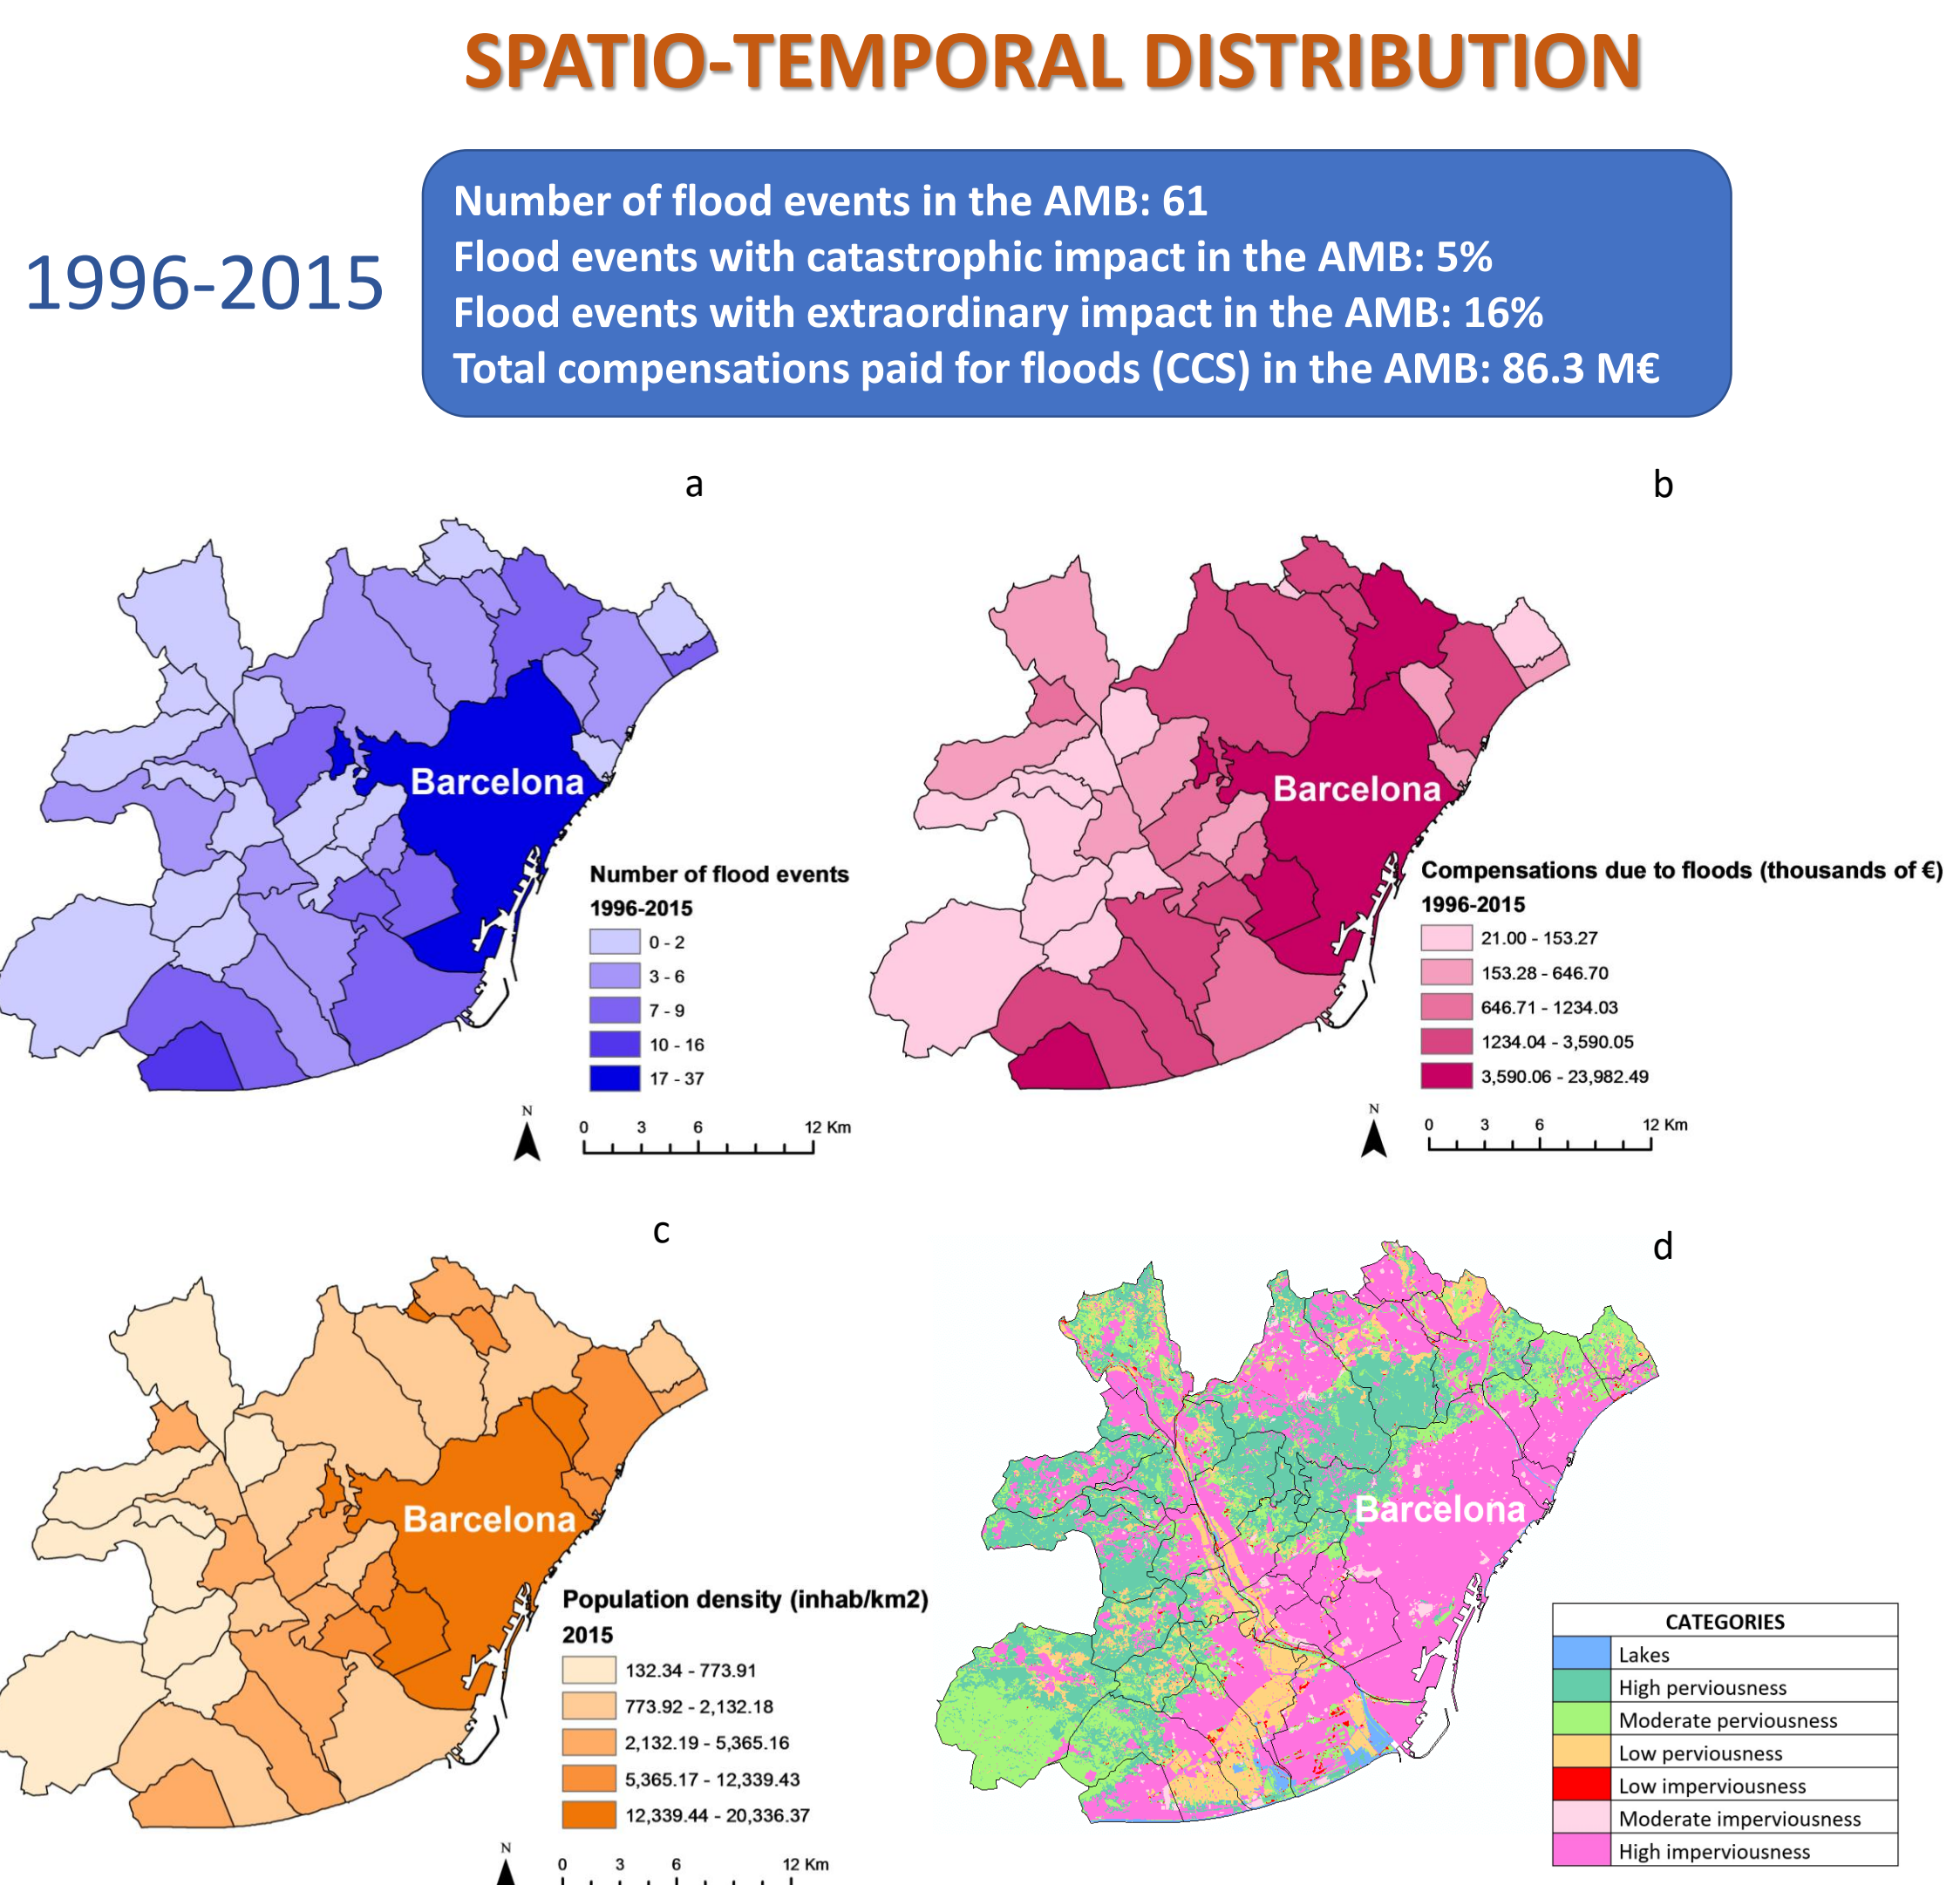 SPATIO-TEMPORAL DISTRIBUTION
1996-2015
Number of flood events in the AMB: 61
Flood events with catastrophic impact in the AMB: 5%
Flood events with extraordinary impact in the AMB: 16%
Total compensations paid for floods (CCS) in the AMB: 86.3 M€
a
Barcelona
Number of flood events
1996-2015
0 - 2
3 - 6
7 - 9
10 - 16
17 - 37
N
0 3 6 12 Km
b
Barcelona
Compensations due to floods (thousands of €)
1996-2015
21.00 - 153.27
153.28 - 646.70
646.71 - 1234.03
1234.04 - 3,590.05
3,590.06 - 23,982.49
N
0 3 6 12 Km
c
Barcelona
Population density (inhab/km2)
2015
132.34 - 773.91
773.92 - 2,132.18
2,132.19 - 5,365.16
5,365.17 - 12,339.43
12,339.44 - 20,336.37
N
0 3 6 12 Km
d
Barcelona
CATEGORIES
Lakes
High perviousness
Moderate perviousness
Low perviousness
Low imperviousness
Moderate imperviousness
High imperviousness